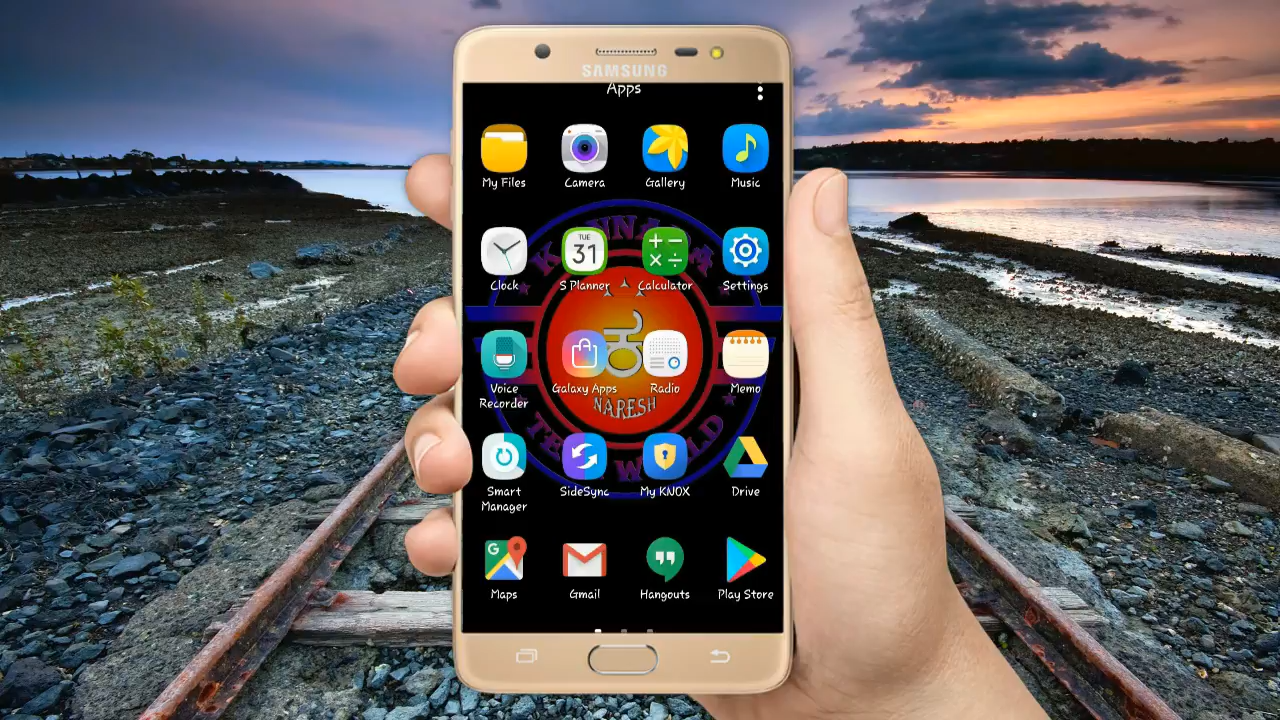 SAMSUNG
Apps
My Files
Camera
Gallery
Music
Clock
TUE
31
S Planner
Calculator
Settings
Voice
Recorder
Galaxy Apps
Radio
Memo
NARESH
Smart
Manager
SideSync
My KNOX
Drive
G
Maps
Gmail
Hangouts
Play Store